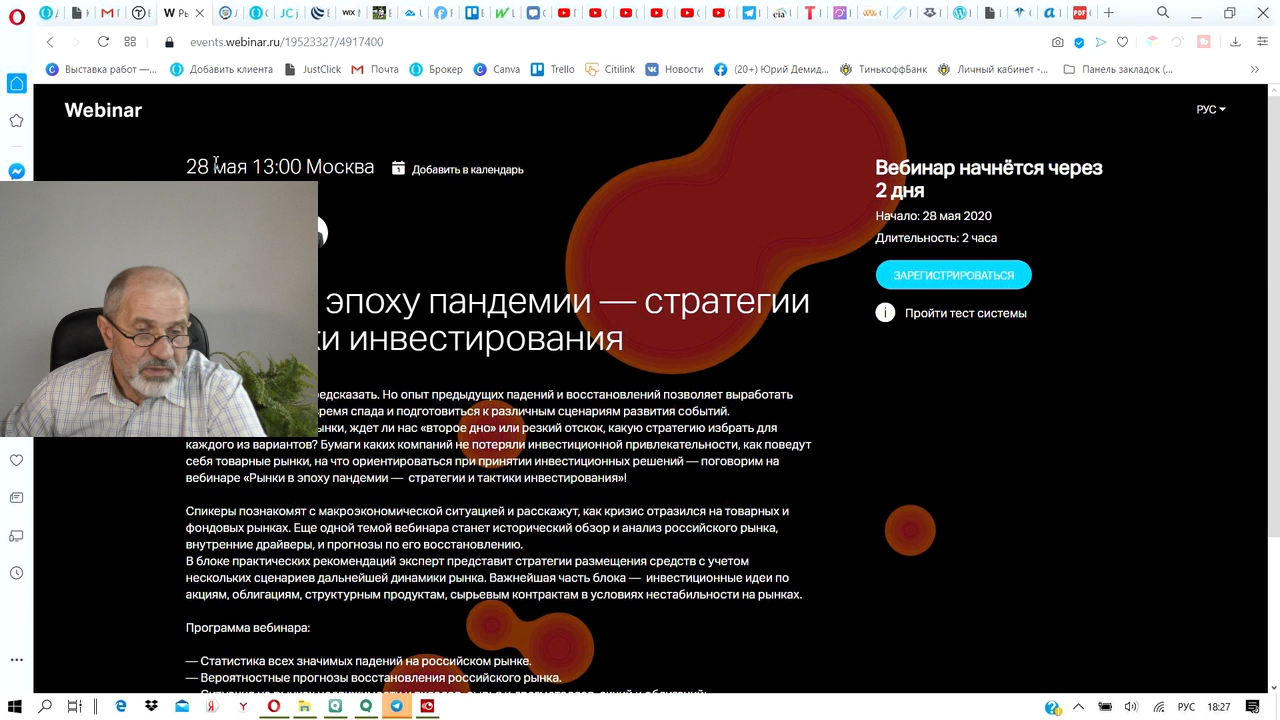 events.webinar.ru/19523327/4917400
Выставка работ —... Добавить клиента JustClick Почта Брокер Canva Trello Citilink Новости (20+) Юрий Демид... ТинькоффБанк Личный кабинет -... Панель закладок (...
Webinar
РУС
28 мая 13:00 Москва
Добавить в календарь
Вебинар начнётся через
2 дня
Начало: 28 мая 2020
Длительность: 2 часа
ЗАРЕГИСТРИРОВАТЬСЯ
Пройти тест системы
эпоху пандемии — стратегии
и инвестирования
редсказать. Но опыт предыдущих падений и восстановлений позволяет выработать
время спада и подготовиться к различным сценариям развития событий.
ынки, ждет ли нас «второе дно» или резкий отскок, какую стратегию избрать для
каждого из вариантов? Бумаги каких компаний не потеряли инвестиционной привлекательности, как поведут
себя товарные рынки, на что ориентироваться при принятии инвестиционных решений — поговорим на
вебинаре «Рынки в эпоху пандемии — стратегии и тактики инвестирования»!
Спикеры познакомят с макроэкономической ситуацией и расскажут, как кризис отразился на товарных и
фондовых рынках. Еще одной темой вебинара станет исторический обзор и анализ российского рынка,
внутренние драйверы, и прогнозы по его восстановлению.
В блоке практических рекомендаций эксперт представит стратегии размещения средств с учетом
нескольких сценариев дальнейшей динамики рынка. Важнейшая часть блока — инвестиционные идеи по
акциям, облигациям, структурным продуктам, сырьевым контрактам в условиях нестабильности на рынках.
Программа вебинара:
— Статистика всех значимых падений на российском рынке.
— Вероятностные прогнозы восстановления российского рынка.
РУС 18:27